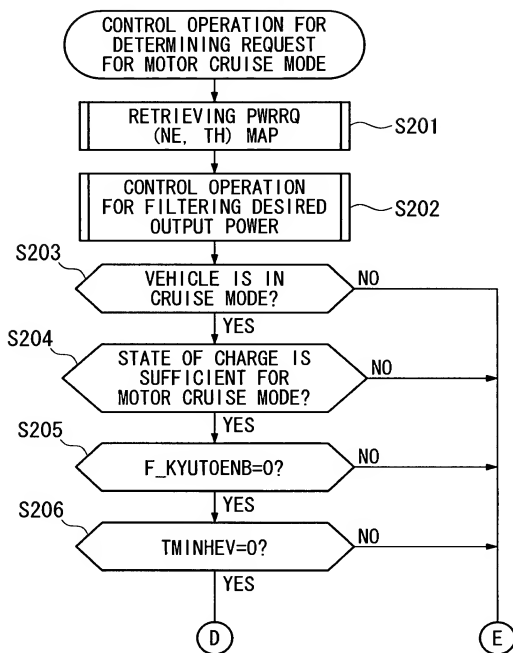 CONTROL OPERATION FOR
DETERMINING REQUEST
FOR MOTOR CRUISE MODE
RETRIEVING PWRRQ
(NE, TH) MAP
S201
CONTROL OPERATION
FOR FILTERING DESIRED
OUTPUT POWER
S202
S203
VEHICLE IS IN
CRUISE MODE?
NO
YES
S204
STATE OF CHARGE IS
SUFFICIENT FOR
MOTOR CRUISE MODE?
NO
YES
S205
F_KYUTOENB=0?
NO
YES
S206
TMINHEV=0?
NO
YES
D
E